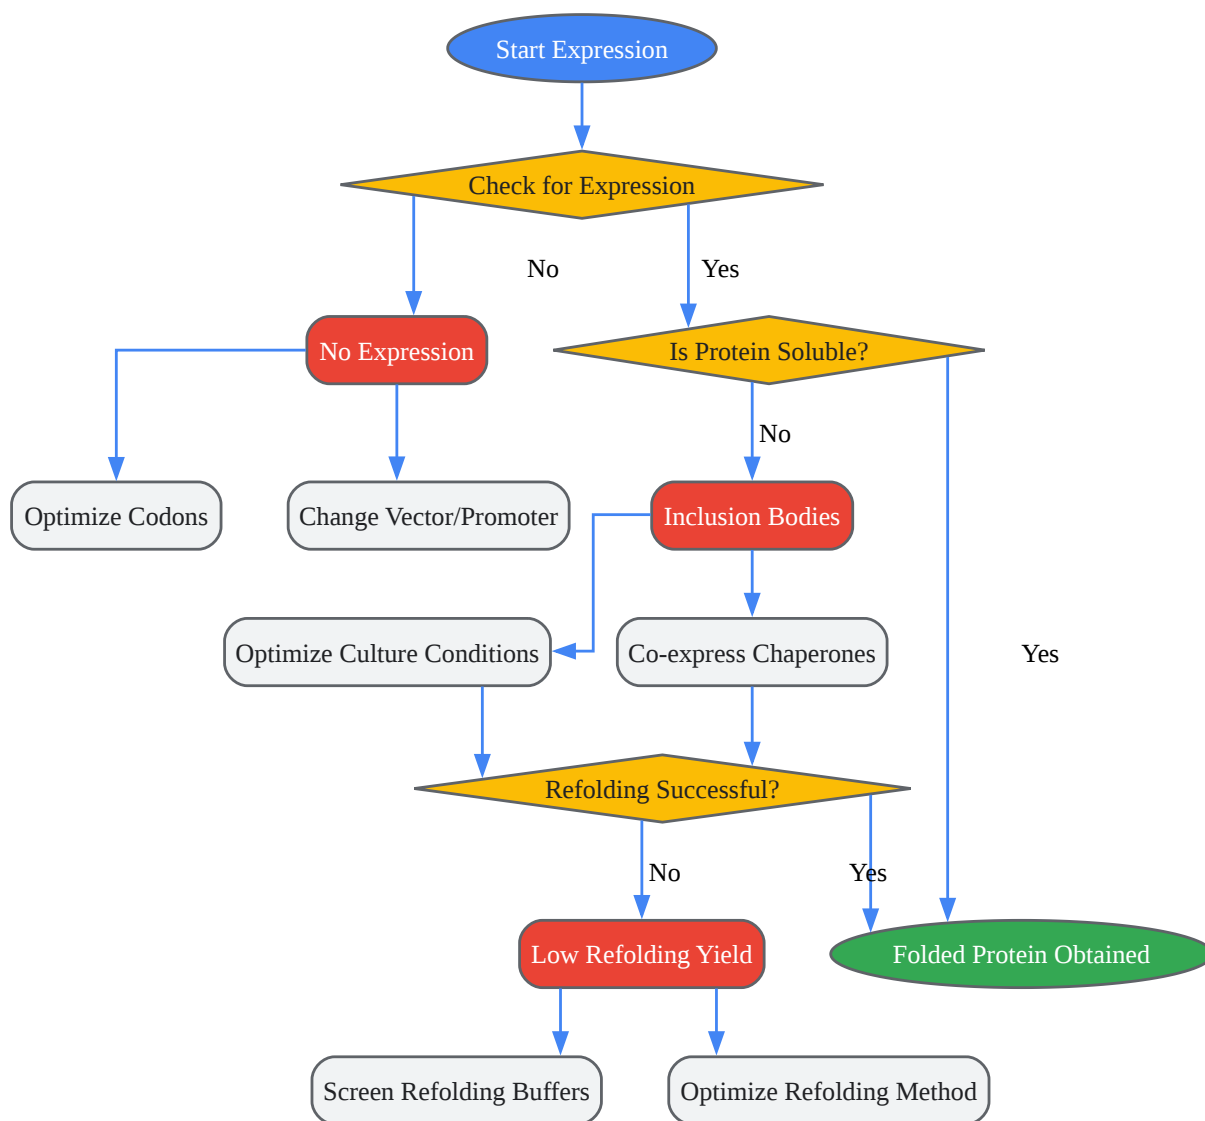 Start Expression
Check for Expression
No
Yes
No Expression
Is Protein Soluble?
No
Optimize Codons
Change Vector/Promoter
Inclusion Bodies
Optimize Culture Conditions
Co-express Chaperones
Yes
Refolding Successful?
No
Yes
Low Refolding Yield
Folded Protein Obtained
Screen Refolding Buffers
Optimize Refolding Method